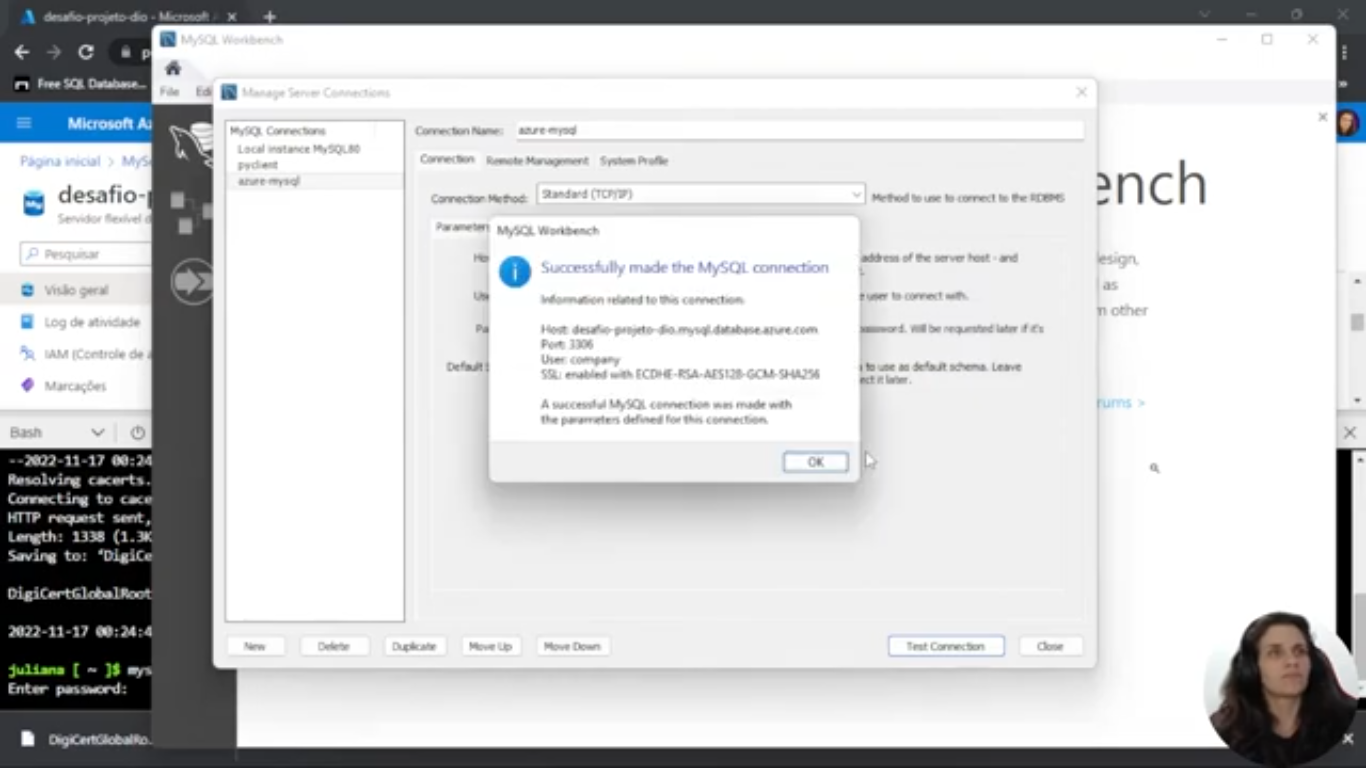 desafio-projeto-dio - Microsoft
MySQL Workbench
Free SQL Database...
File
Manage Server Connections
Microsoft Az
MySQL Connections
Local instance MySQL80
pyclient
azure-mysql
Connection Name: azure-mysql
Connection Remote Management System Profile
Connection Method: Standard (TCP/IP) Method to use to connect to the RDBMS
Parameters
address of the server host - and
user to connect with.
password. Will be requested later if it's
Default S
to use as default schema. Leave
ect it later.
MySQL Workbench
Successfully made the MySQL connection
Information related to this connection:
Host: desafio-projeto-dio.mysql.database.azure.com
Port: 3306
User: company
SSL: enabled with ECDHE-RSA-AES128-GCM-SHA256
A successful MySQL connection was made with
the parameters defined for this connection.
OK
New Delete Duplicate Move Up Move Down Test Connection Close
ench
esign,
as
m other
rums >
Página inicial > MyS
desafio-p
Servidor flexível d
Pesquisar
Visão geral
Log de atividade
IAM (Controle de a
Marcações
Bash
--2022-11-17 00:24
Resolving cacerts.
Connecting to cace
HTTP request sent,
Length: 1338 (1.3K
Saving to: ‘DigiCe
DigiCertGlobalRoot
2022-11-17 00:24:4
juliana [ ~ ]$ mys
Enter password:
DigiCertGlobalRo...